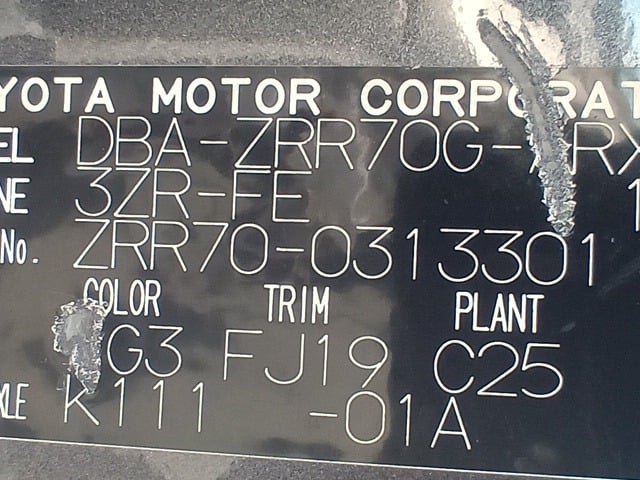 YOTA MOTOR CORPORAT
EL DBA-ZRR70G-
NE 3ZR-FE 1
No. ZRR70-0313301
COLOR TRIM PLANT
G3 FJ19 C25
XLE K111 -01A